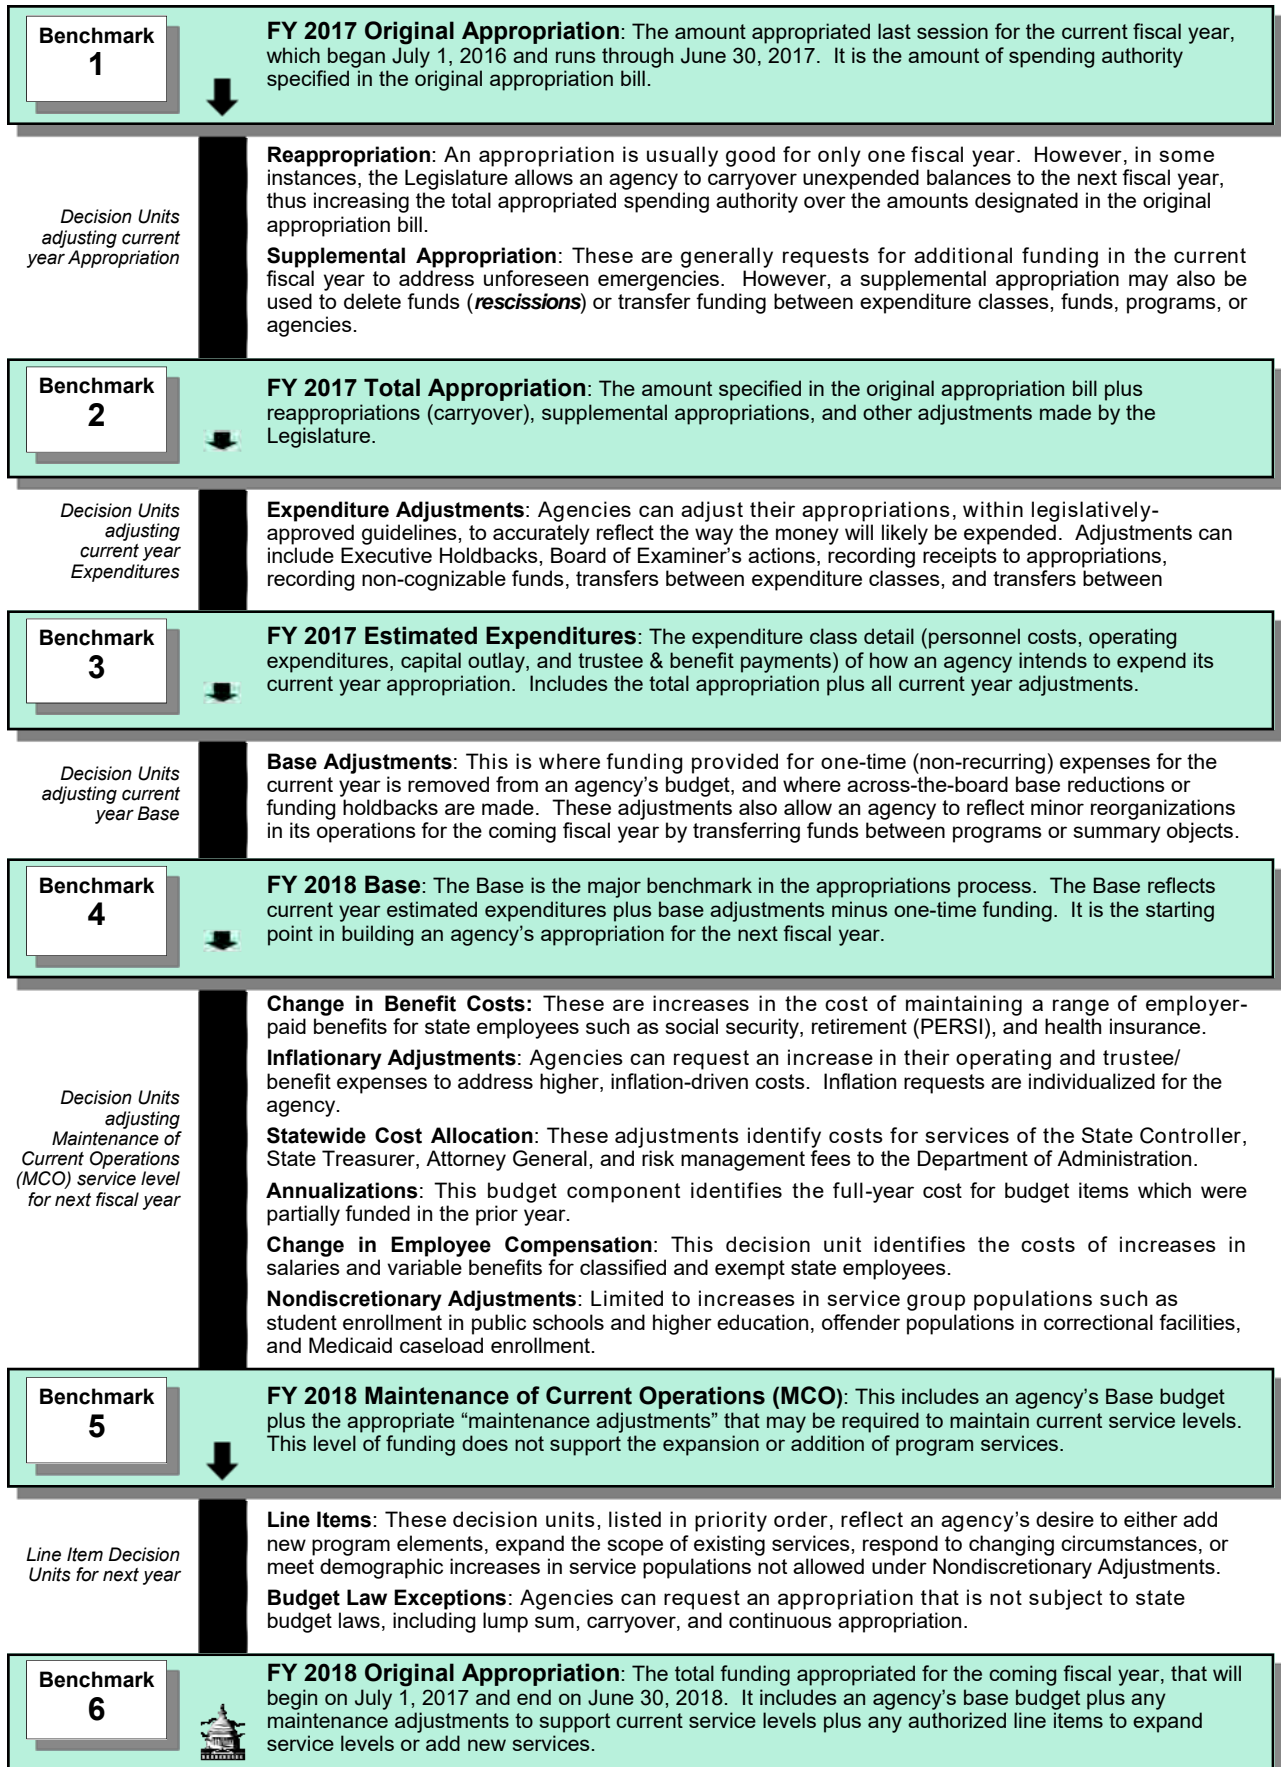 Benchmark
1
FY 2017 Original Appropriation: The amount appropriated last session for the current fiscal year,
which began July 1, 2016 and runs through June 30, 2017. It is the amount of spending authority
specified in the original appropriation bill.
Decision Units
adjusting current
year Appropriation
Reappropriation: An appropriation is usually good for only one fiscal year. However, in some
instances, the Legislature allows an agency to carryover unexpended balances to the next fiscal year,
thus increasing the total appropriated spending authority over the amounts designated in the original
appropriation bill.
Supplemental Appropriation: These are generally requests for additional funding in the current
fiscal year to address unforeseen emergencies. However, a supplemental appropriation may also be
used to delete funds (rescissions) or transfer funding between expenditure classes, funds, programs, or
agencies.
Benchmark
2
FY 2017 Total Appropriation: The amount specified in the original appropriation bill plus
reappropriations (carryover), supplemental appropriations, and other adjustments made by the
Legislature.
Decision Units
adjusting
current year
Expenditures
Expenditure Adjustments: Agencies can adjust their appropriations, within legislatively-
approved guidelines, to accurately reflect the way the money will likely be expended. Adjustments can
include Executive Holdbacks, Board of Examiner's actions, recording receipts to appropriations,
recording non-cognizable funds, transfers between expenditure classes, and transfers between
Benchmark
3
FY 2017 Estimated Expenditures: The expenditure class detail (personnel costs, operating
expenditures, capital outlay, and trustee & benefit payments) of how an agency intends to expend its
current year appropriation. Includes the total appropriation plus all current year adjustments.
Decision Units
adjusting current
year Base
Base Adjustments: This is where funding provided for one-time (non-recurring) expenses for the
current year is removed from an agency's budget, and where across-the-board base reductions or
funding holdbacks are made. These adjustments also allow an agency to reflect minor reorganizations
in its operations for the coming fiscal year by transferring funds between programs or summary objects.
Benchmark
4
FY 2018 Base: The Base is the major benchmark in the appropriations process. The Base reflects
current year estimated expenditures plus base adjustments minus one-time funding. It is the starting
point in building an agency's appropriation for the next fiscal year.
Decision Units
adjusting
Maintenance of
Current Operations
(MCO) service level
for next fiscal year
Change in Benefit Costs: These are increases in the cost of maintaining a range of employer-
paid benefits for state employees such as social security, retirement (PERSI), and health insurance.
Inflationary Adjustments: Agencies can request an increase in their operating and trustee/
benefit expenses to address higher, inflation-driven costs. Inflation requests are individualized for the
agency.
Statewide Cost Allocation: These adjustments identify costs for services of the State Controller,
State Treasurer, Attorney General, and risk management fees to the Department of Administration.
Annualizations: This budget component identifies the full-year cost for budget items which were
partially funded in the prior year.
Change in Employee Compensation: This decision unit identifies the costs of increases in
salaries and variable benefits for classified and exempt state employees.
Nondiscretionary Adjustments: Limited to increases in service group populations such as
student enrollment in public schools and higher education, offender populations in correctional facilities,
and Medicaid caseload enrollment.
Benchmark
5
FY 2018 Maintenance of Current Operations (MCO): This includes an agency's Base budget
plus the appropriate “maintenance adjustments” that may be required to maintain current service levels.
This level of funding does not support the expansion or addition of program services.
Line Item Decision
Units for next year
Line Items: These decision units, listed in priority order, reflect an agency's desire to either add
new program elements, expand the scope of existing services, respond to changing circumstances, or
meet demographic increases in service populations not allowed under Nondiscretionary Adjustments.
Budget Law Exceptions: Agencies can request an appropriation that is not subject to state
budget laws, including lump sum, carryover, and continuous appropriation.
Benchmark
6
FY 2018 Original Appropriation: The total funding appropriated for the coming fiscal year, that will
begin on July 1, 2017 and end on June 30, 2018. It includes an agency's base budget plus any
maintenance adjustments to support current service levels plus any authorized line items to expand
service levels or add new services.